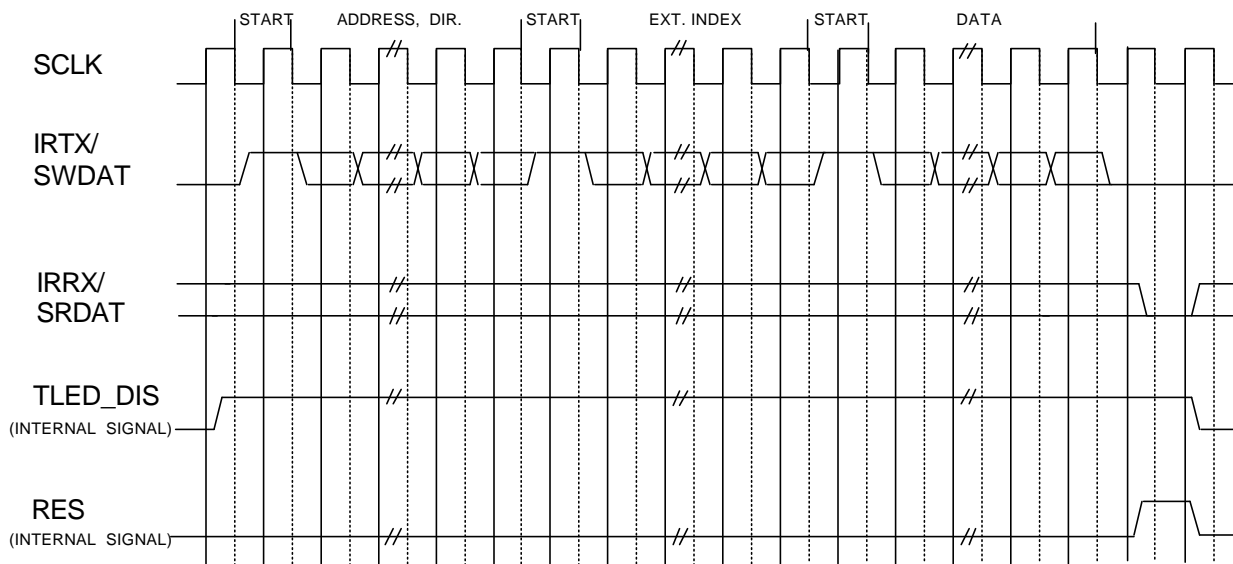 START ADDRESS, DIR. START EXT. INDEX START DATA
SCLK
IRTX/
SWDAT
IRRX/
SRDAT
TLED_DIS
(INTERNAL SIGNAL)
RES
(INTERNAL SIGNAL)